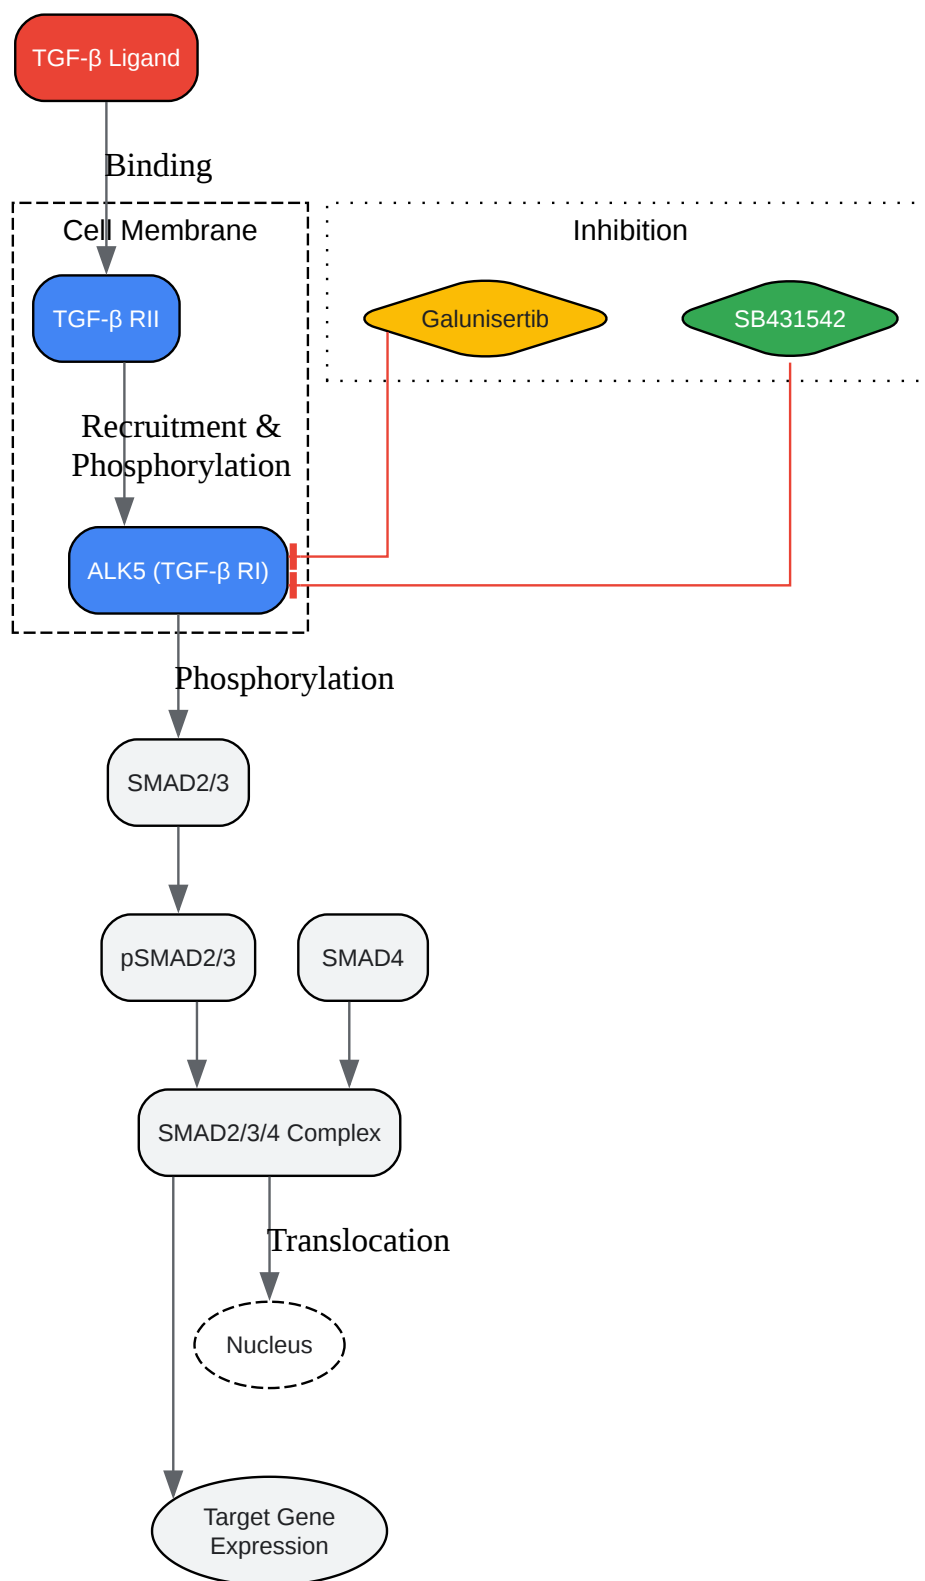 TGF-β Ligand
Binding
Cell Membrane
Inhibition
TGF-β RII
Galunisertib
SB431542
Recruitment &
Phosphorylation
ALK5 (TGF-β RI)
Phosphorylation
SMAD2/3
pSMAD2/3
SMAD4
SMAD2/3/4 Complex
Translocation
Nucleus
Target Gene
Expression